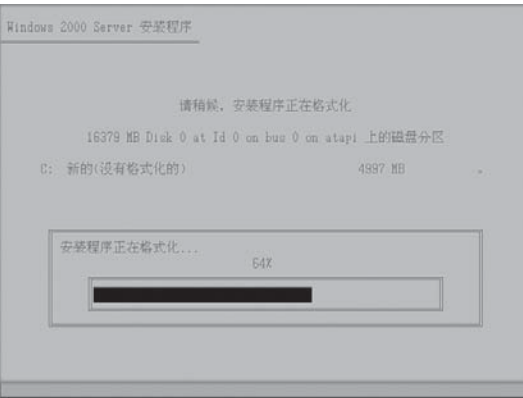 Windows 2000 Server 安装程序
请稍候，安装程序正在格式化
16379 MB Disk 0 at Id 0 on bus 0 on atapi 上的磁盘分区
C: 新的(没有格式化的) 4997 MB .
安装程序正在格式化...
64%